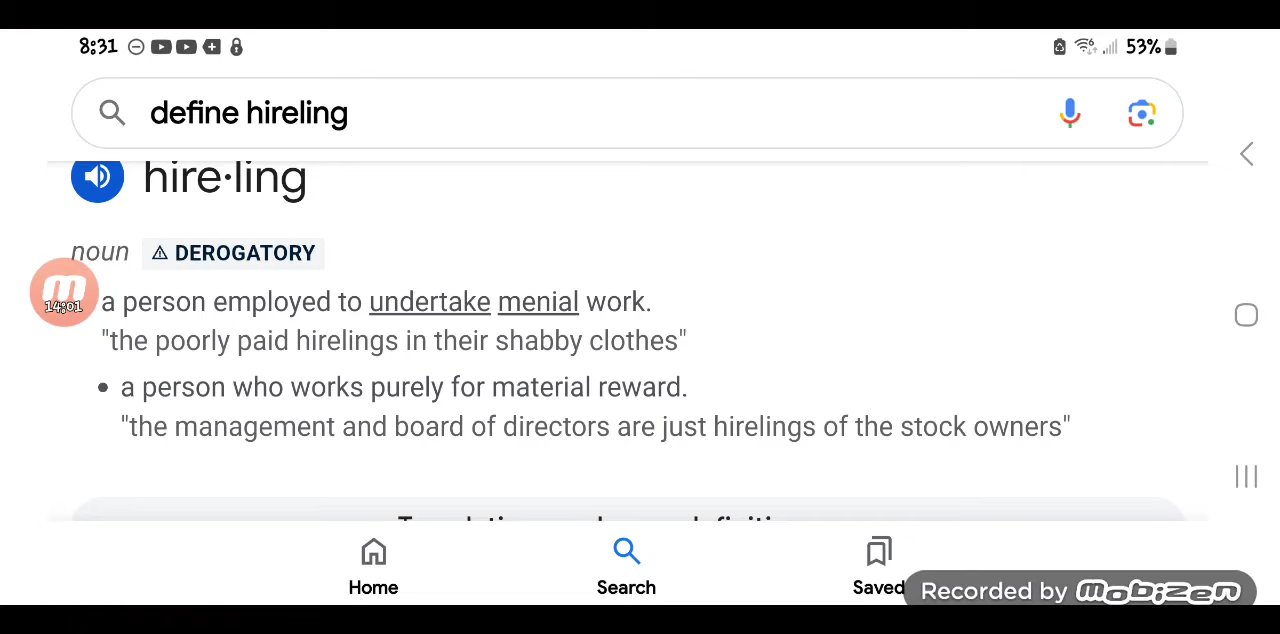 8:31 53%
define hireling
hire·ling
noun DEROGATORY
14:01
a person employed to undertake menial work.
"the poorly paid hirelings in their shabby clothes"
• a person who works purely for material reward.
"the management and board of directors are just hirelings of the stock owners"
Home Search Saved
Recorded by mobizen